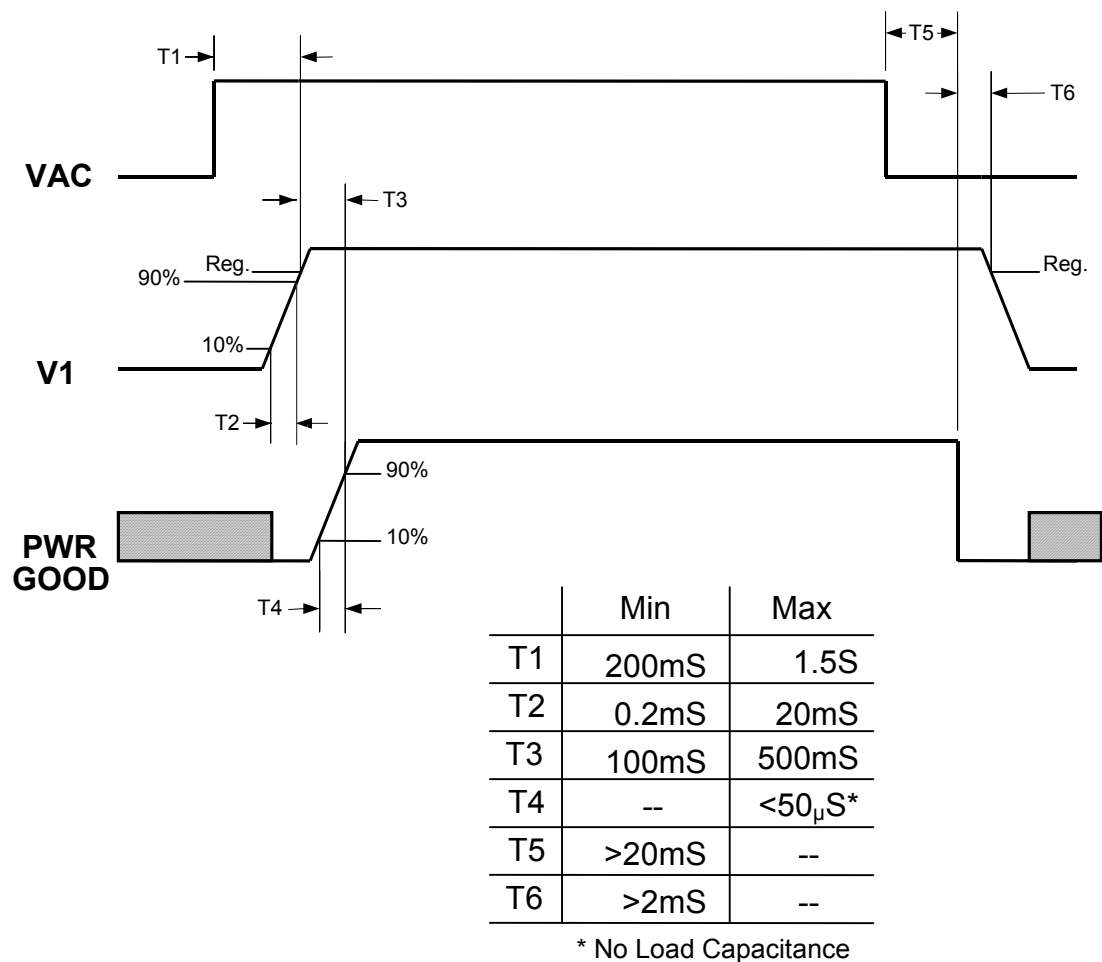 T5
T1
T6
VAC
T3
Reg.
90%
Reg.
10%
V1
T2
90%
10%
PWR
GOOD
T4
Min Max
T1 200mS 1.5S
T2 0.2mS 20mS
T3 100mS 500mS
T4 -- <50µS*
T5 >20mS --
T6 >2mS --
* No Load Capacitance